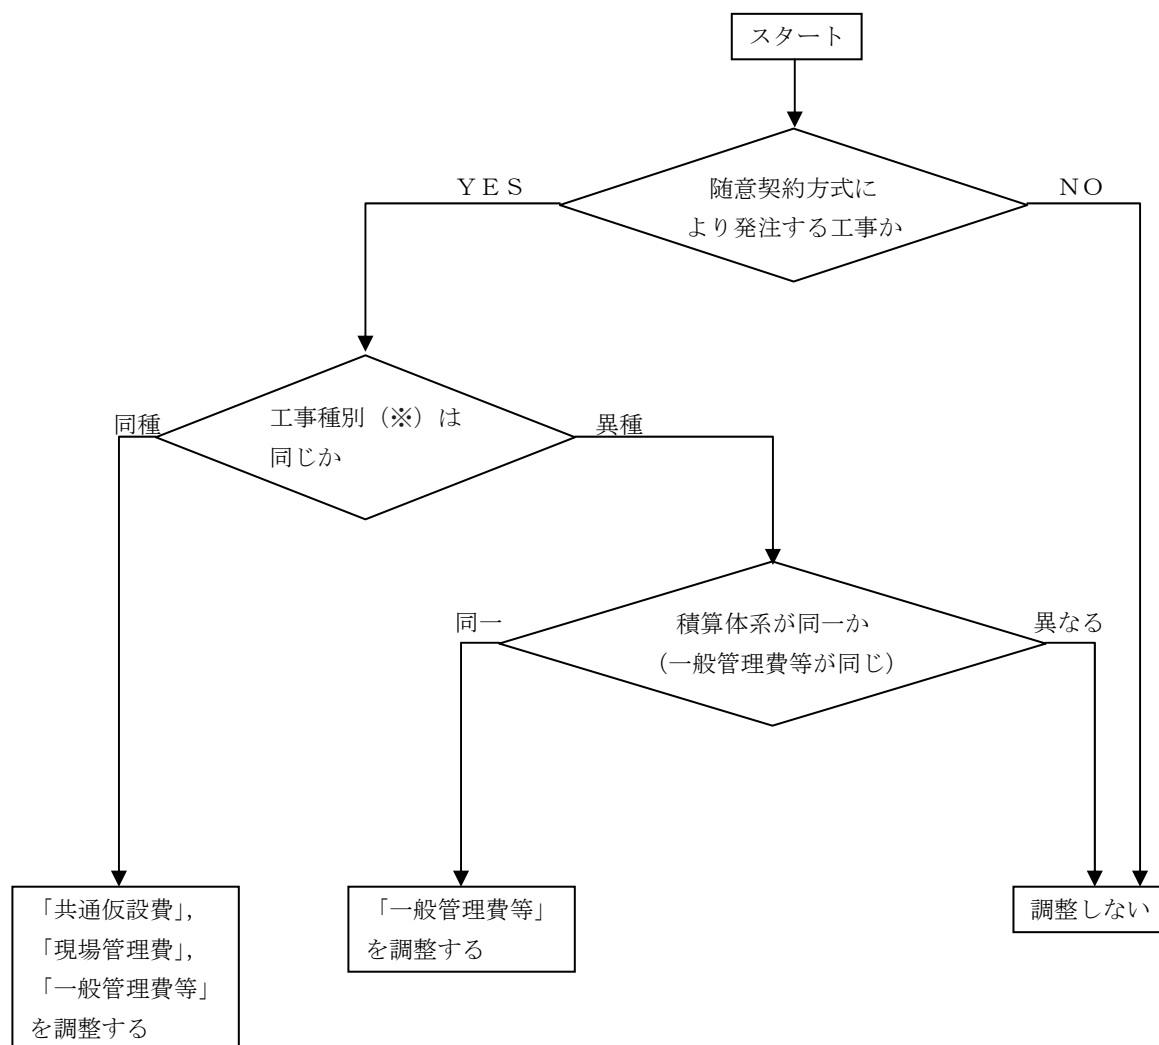 スタート
YES
随意契約方式に
より発注する工事か
NO
同種
工事種別（※）は
同じか
異種
同一
積算体系が同一か
（一般管理費等が同じ）
異なる
「共通仮設費」,
「現場管理費」,
「一般管理費等」
を調整する
「一般管理費等」
を調整する
調整しない